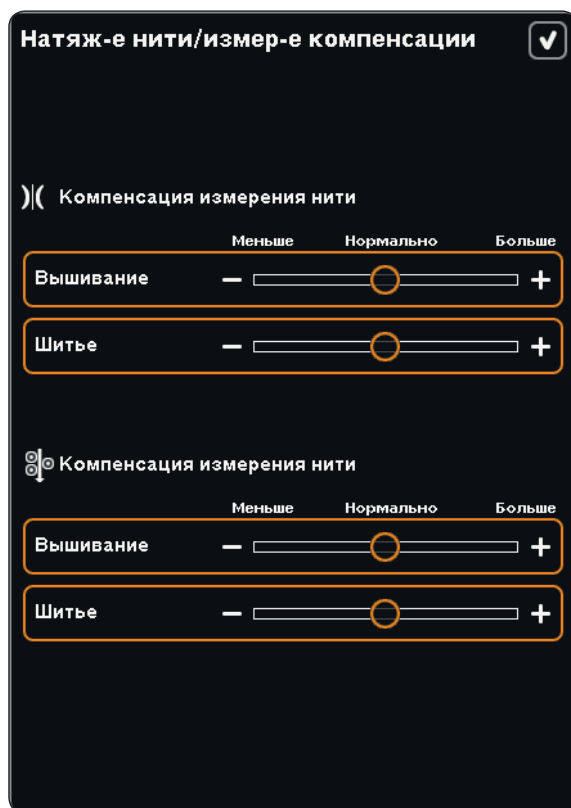 Натяж-е нити/измер-е компенсации
Компенсация измерения нити
Меньше Нормально Больше
Вышивание
Шитье
Компенсация измерения нити
Меньше Нормально Больше
Вышивание
Шитье